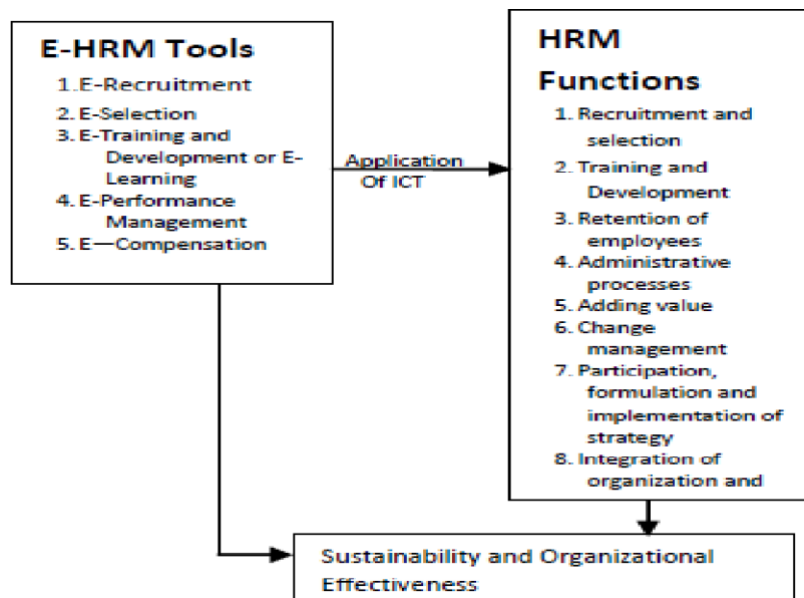 E-HRM Tools
1.E-Recruitment
2. E-Selection
3. E-Training and
Development or E-
Learning
4. E-Performance
Management
5. E—Compensation
Application
Of ICT
HRM
Functions
1. Recruitment and
selection
2. Training and
Development
3. Retention of
employees
4. Administrative
processes
5. Adding value
6. Change
management
7. Participation,
formulation and
implementation of
strategy
8. Integration of
organization and
Sustainability and Organizational
Effectiveness